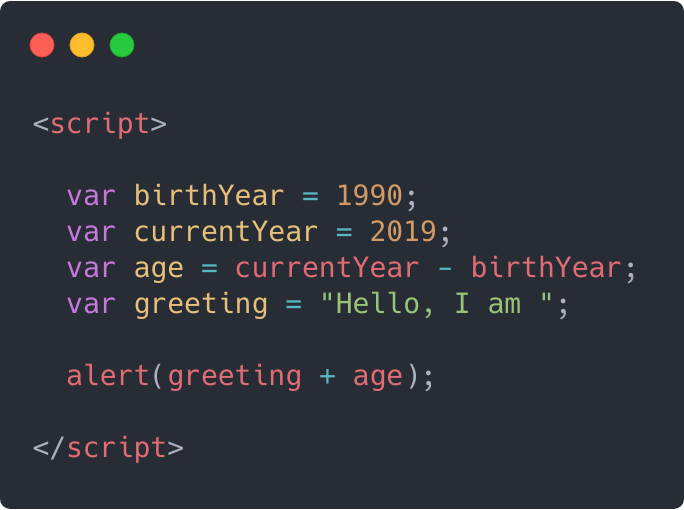 <script>
var birthYear = 1990;
var currentYear = 2019;
var age = currentYear - birthYear;
var greeting = "Hello, I am ";
alert(greeting + age);
</script>